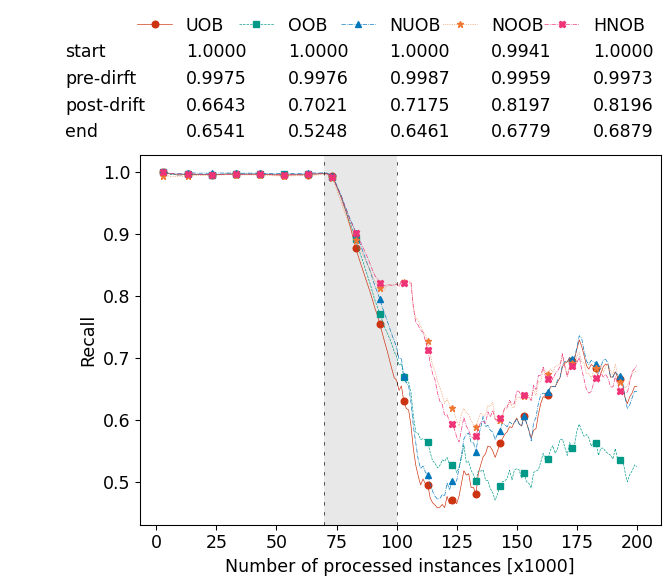 UOB OOB NUOB NOOB HNOB
start 1.0000 1.0000 1.0000 0.9941 1.0000
pre-dirft 0.9975 0.9976 0.9987 0.9959 0.9973
post-drift 0.6643 0.7021 0.7175 0.8197 0.8196
end 0.6541 0.5248 0.6461 0.6779 0.6879
1.0
0.9
0.8
0.7
0.6
0.5
Recall
0 25 50 75 100 125 150 175 200
Number of processed instances [x1000]